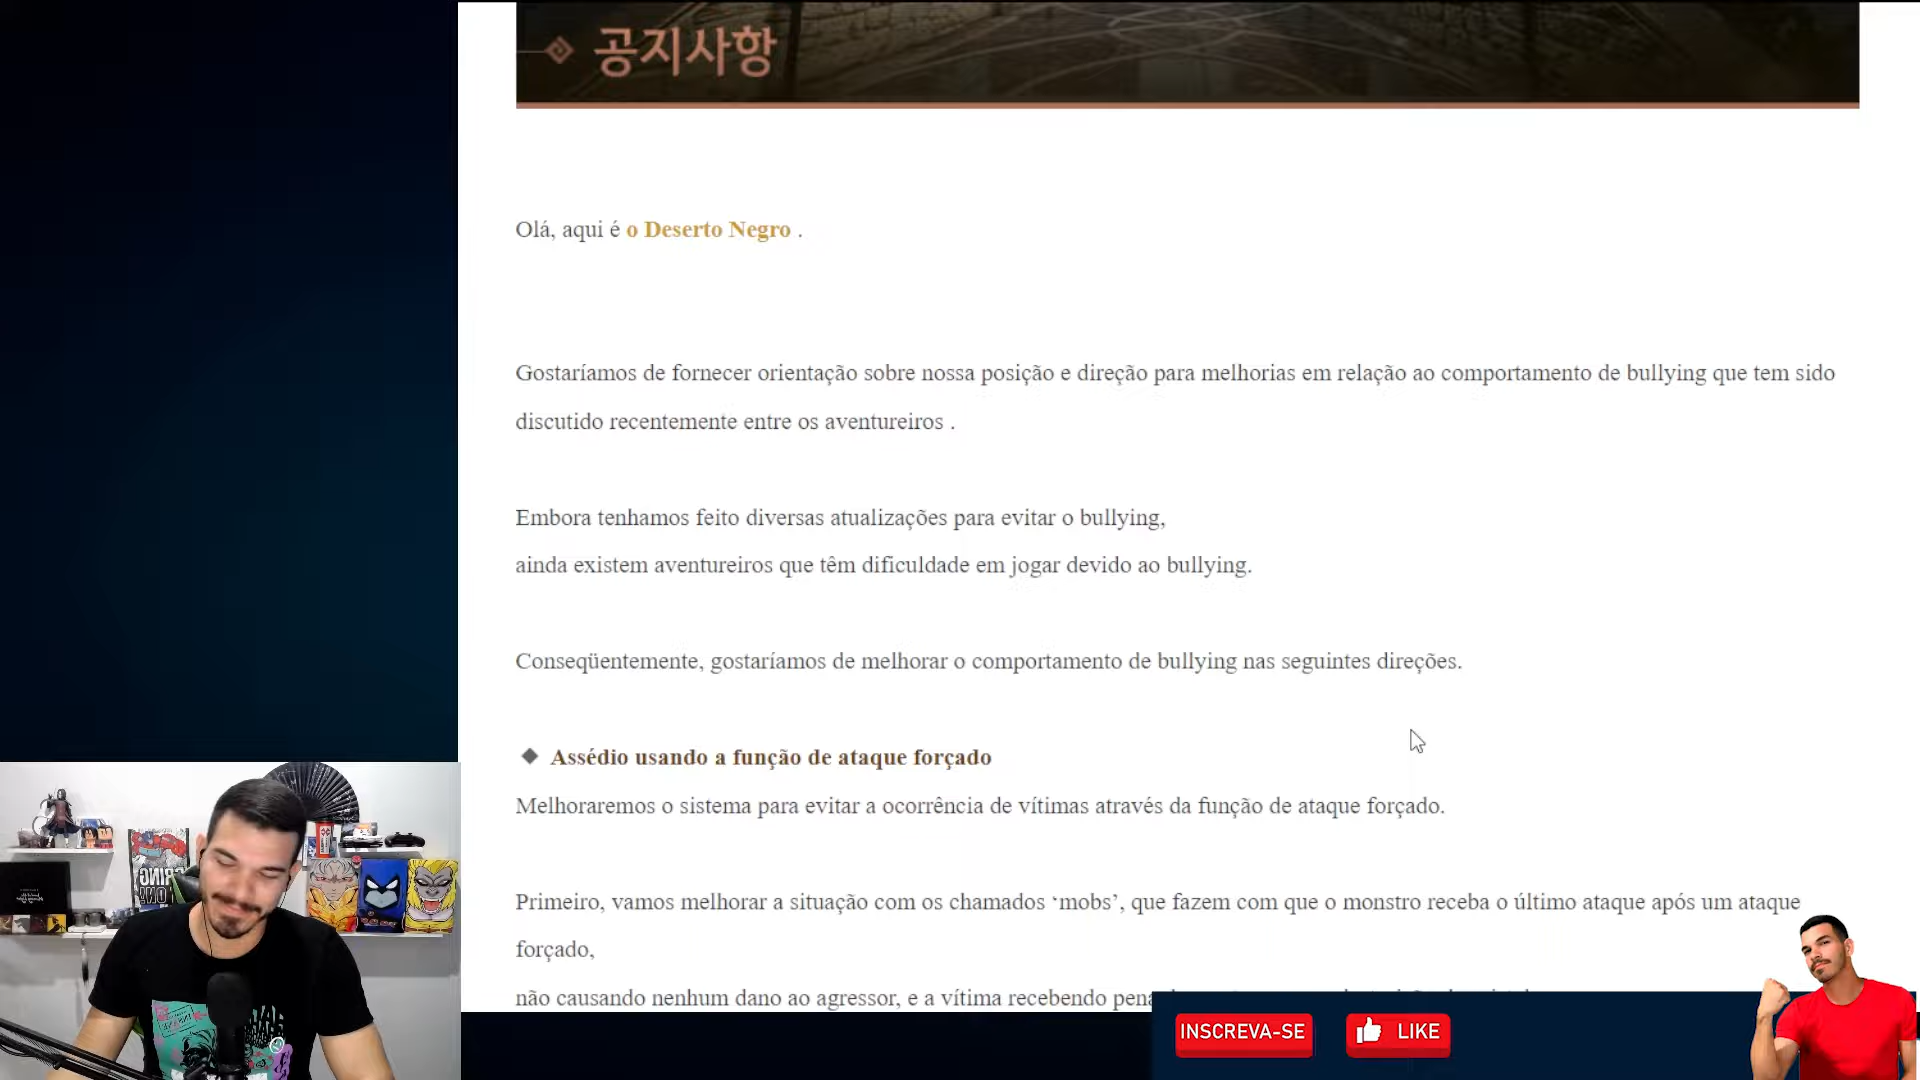 공지사항
Olá, aqui é o Deserto Negro .
Gostaríamos de fornecer orientação sobre nossa posição e direção para melhorias em relação ao comportamento de bullying que tem sido
discutido recentemente entre os aventureiros .
Embora tenhamos feito diversas atualizações para evitar o bullying,
ainda existem aventureiros que têm dificuldade em jogar devido ao bullying.
Conseqüentemente, gostaríamos de melhorar o comportamento de bullying nas seguintes direções.
◆ Assédio usando a função de ataque forçado
Melhoraremos o sistema para evitar a ocorrência de vítimas através da função de ataque forçado.
Primeiro, vamos melhorar a situação com os chamados ‘mobs’, que fazem com que o monstro receba o último ataque após um ataque
forçado,
não causando nenhum dano ao agressor, e a vítima recebendo
INSCREVA-SE
LIKE